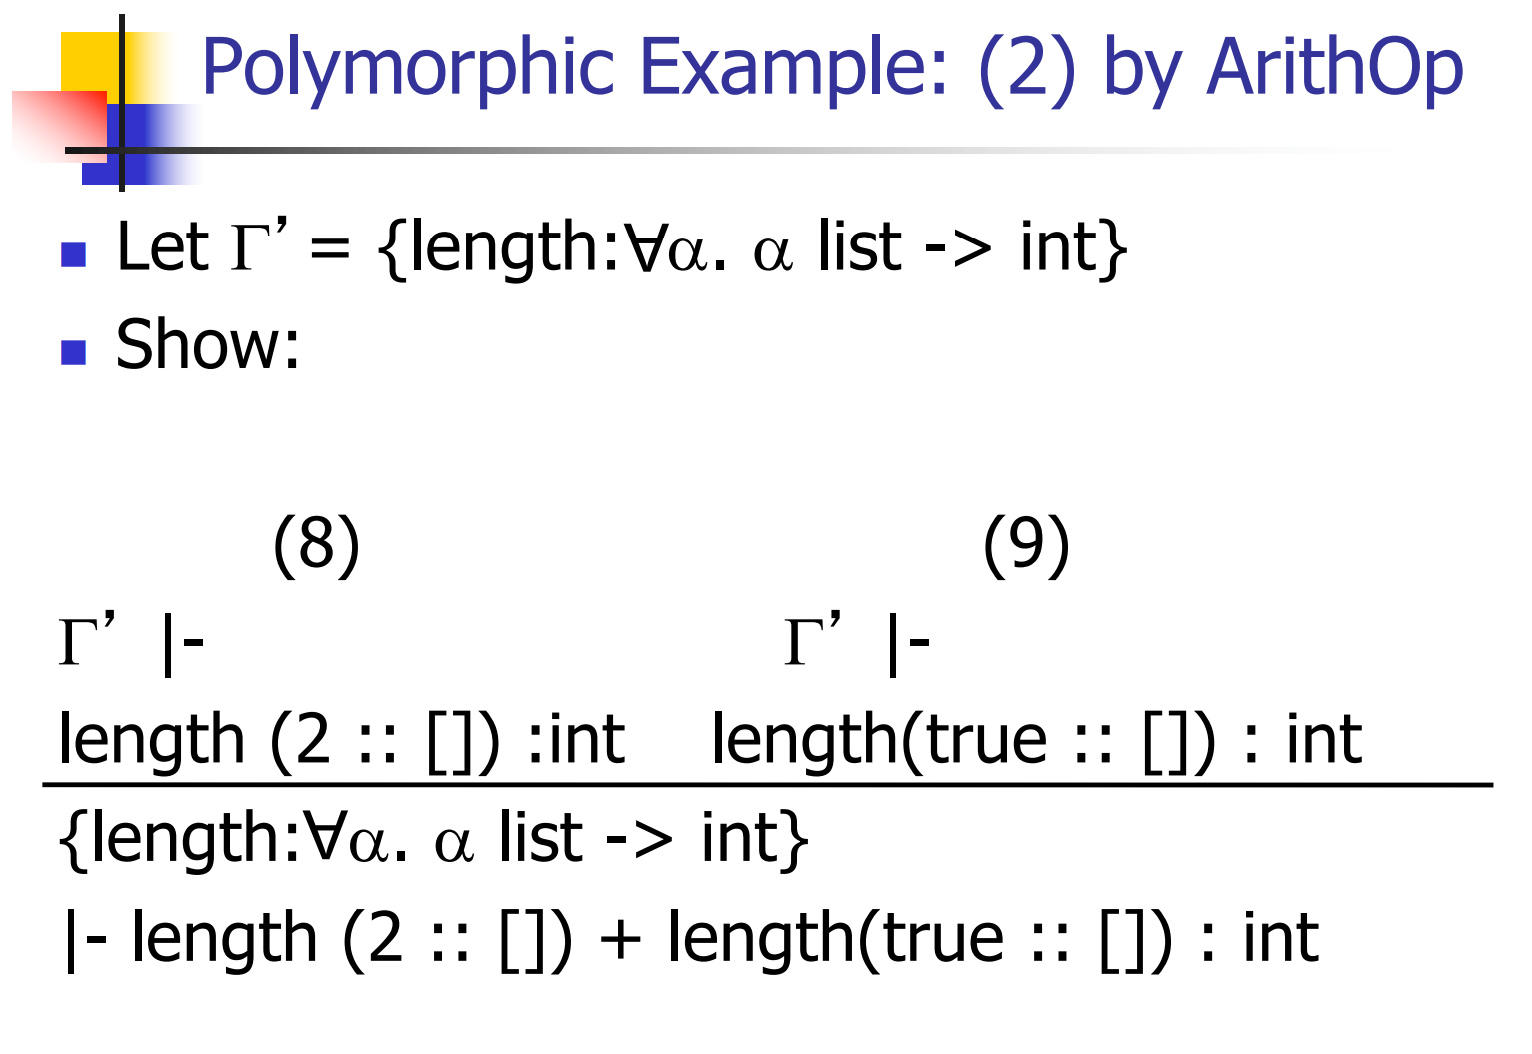 Polymorphic Example: (2) by ArithOp
Let Γ’ = {length:∀α. α list -> int}
Show:
(8) (9)
Γ’ |- Γ’ |-
length (2 :: []) :int length(true :: []) : int
{length:∀α. α list -> int}
|- length (2 :: []) + length(true :: []) : int